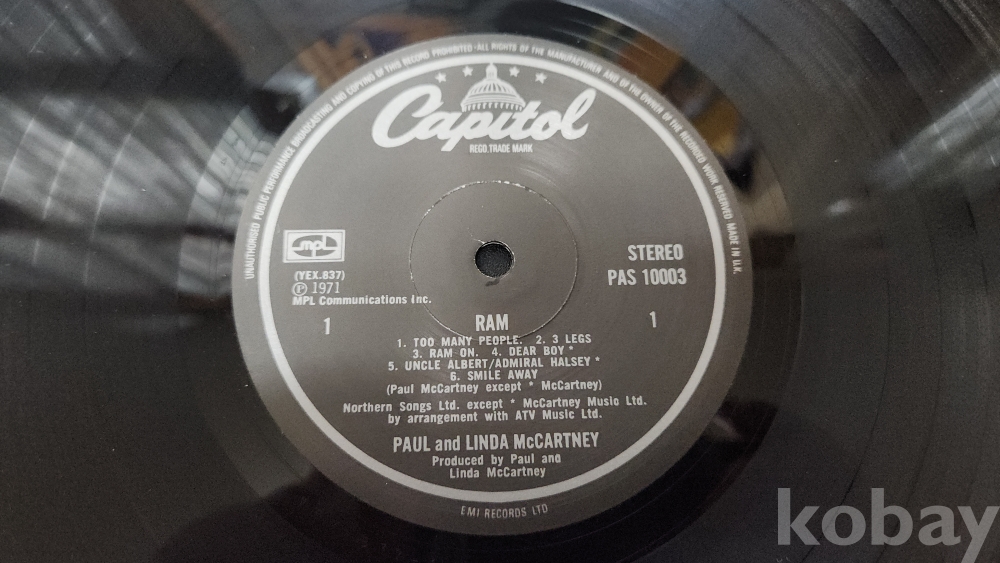 UNAUTHORISED PUBLIC PERFORMANCE BROADCASTING AND COPYING OF THIS RECORD PROHIBITED · ALL RIGHTS OF THE MANUFACTURER AND OF THE OWNER OF THE RECORDED WORK RESERVED MADE IN U.K.
Capitol
REGD. TRADE MARK
mpl
STEREO
(YEX.837)
PAS 10003
Ⓟ 1971
MPL Communications Inc.
1
1
RAM
1. TOO MANY PEOPLE. 2. 3 LEGS
3. RAM ON. 4. DEAR BOY *
5. UNCLE ALBERT/ADMIRAL HALSEY *
6. SMILE AWAY
(Paul McCartney except * McCartney)
Northern Songs Ltd. except * McCartney Music Ltd.
by arrangement with ATV Music Ltd.
PAUL and LINDA McCARTNEY
Produced by Paul and
Linda McCartney
EMI RECORDS LTD
kobay